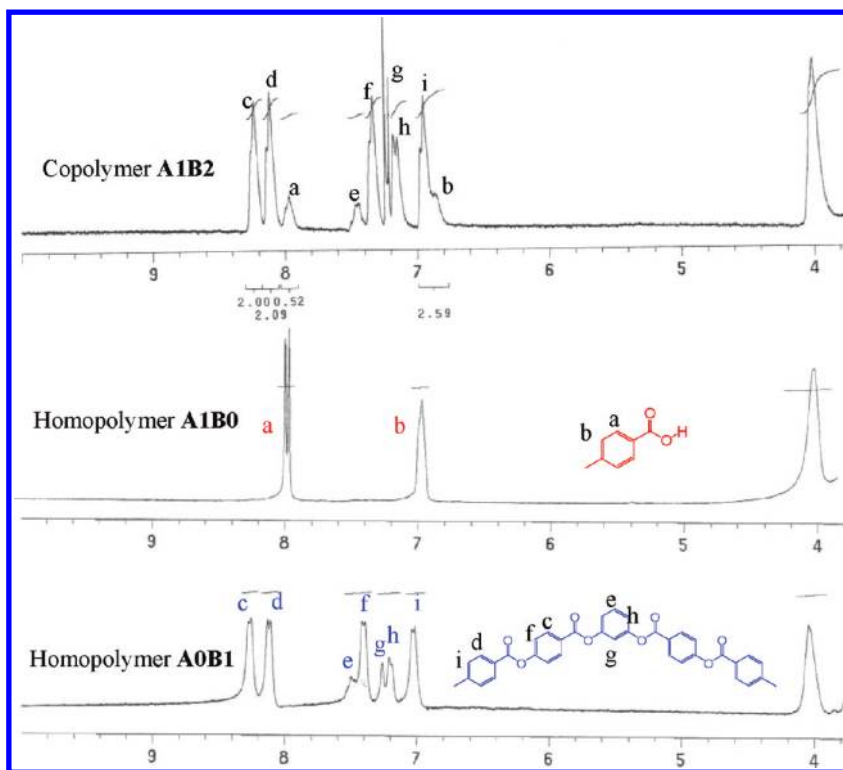 c d f g h i
a e b
Copolymer A1B2
9 8 7 6 5 4
2.00 0.52 2.59
2.09
Homopolymer A1B0
a b
b a O O H
9 8 7 6 5 4
Homopolymer A0B1
c d e f g h i
i d O O f c O O e h g O O O O
9 8 7 6 5 4